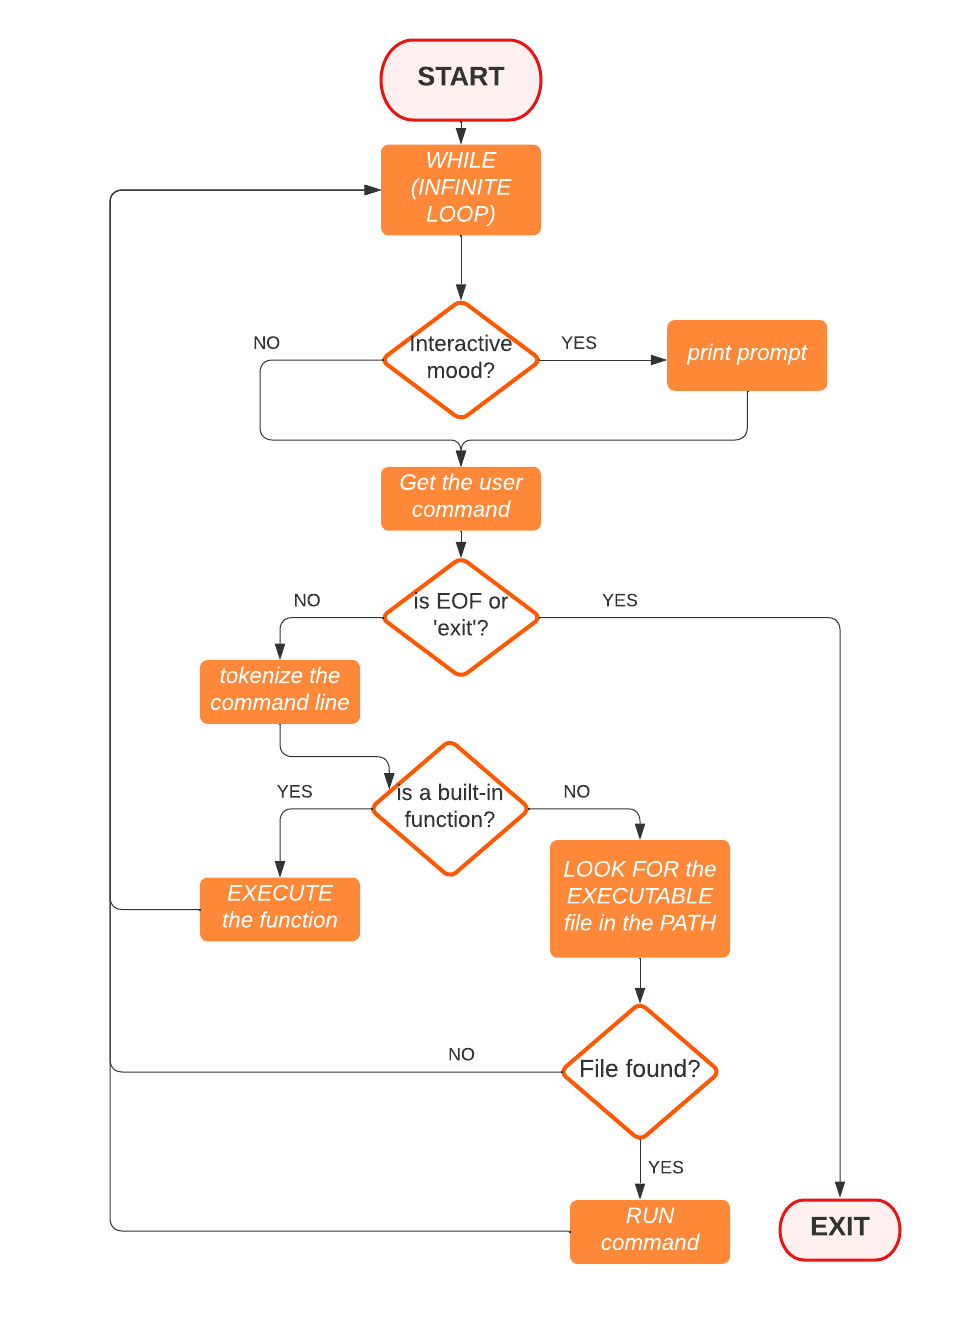 START
WHILE
(INFINITE
LOOP)
Interactive
mood?
NO
YES
print prompt
Get the user
command
is EOF or
'exit'?
NO
YES
tokenize the
command line
is a built-in
function?
YES
NO
EXECUTE
the function
LOOK FOR the
EXECUTABLE
file in the PATH
File found?
NO
YES
RUN
command
EXIT